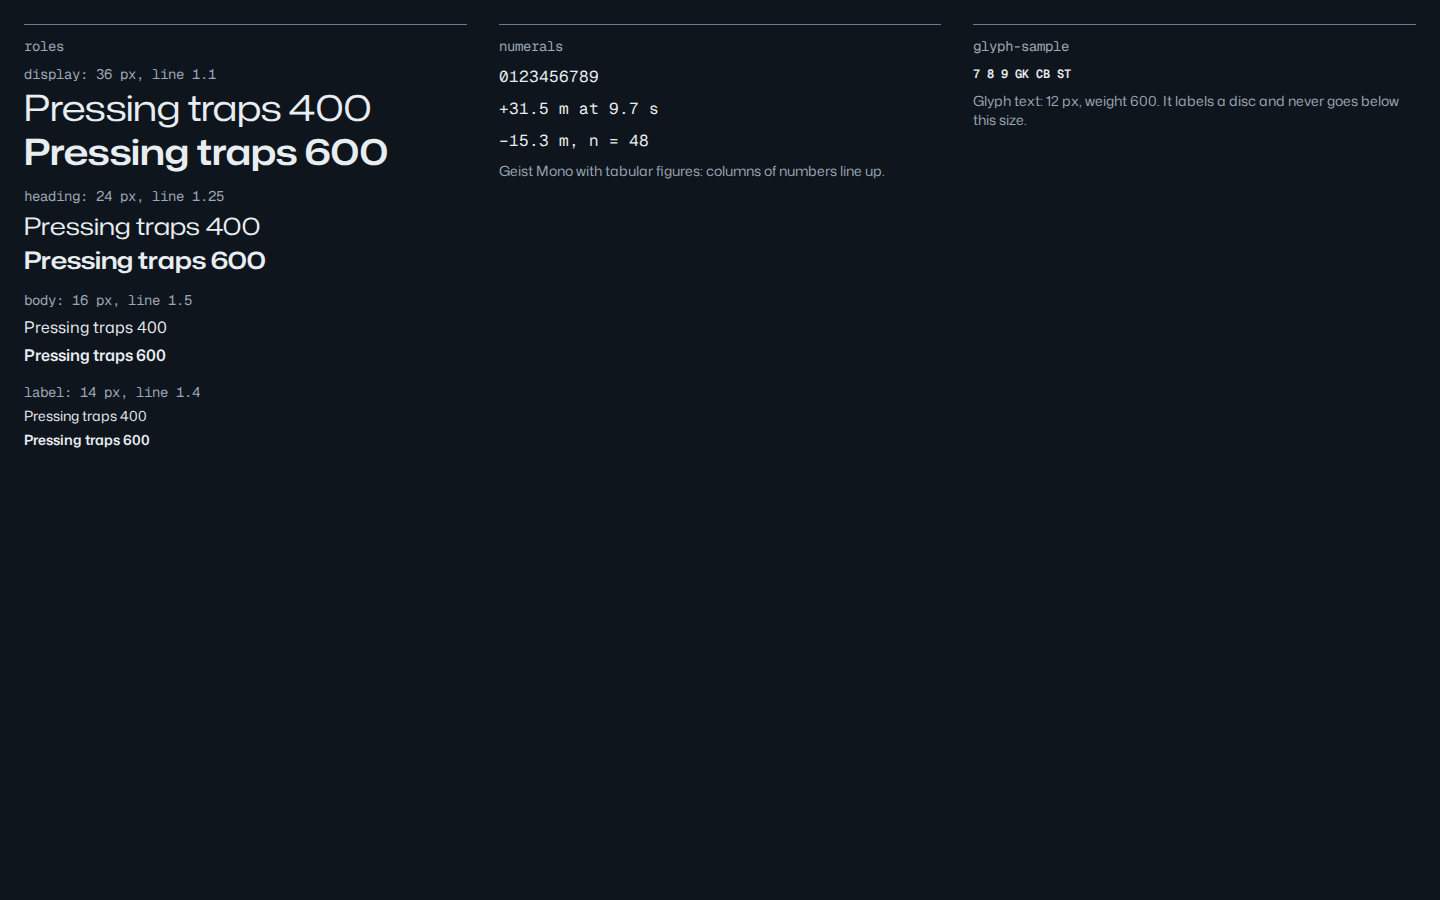 roles
display: 36 px, line 1.1
Pressing traps 400
Pressing traps 600
heading: 24 px, line 1.25
Pressing traps 400
Pressing traps 600
body: 16 px, line 1.5
Pressing traps 400
Pressing traps 600
label: 14 px, line 1.4
Pressing traps 400
Pressing traps 600
numerals
0123456789
+31.5 m at 9.7 s
−15.3 m, n = 48
Geist Mono with tabular figures: columns of numbers line up.
glyph-sample
7 8 9 GK CB ST
Glyph text: 12 px, weight 600. It labels a disc and never goes below
this size.